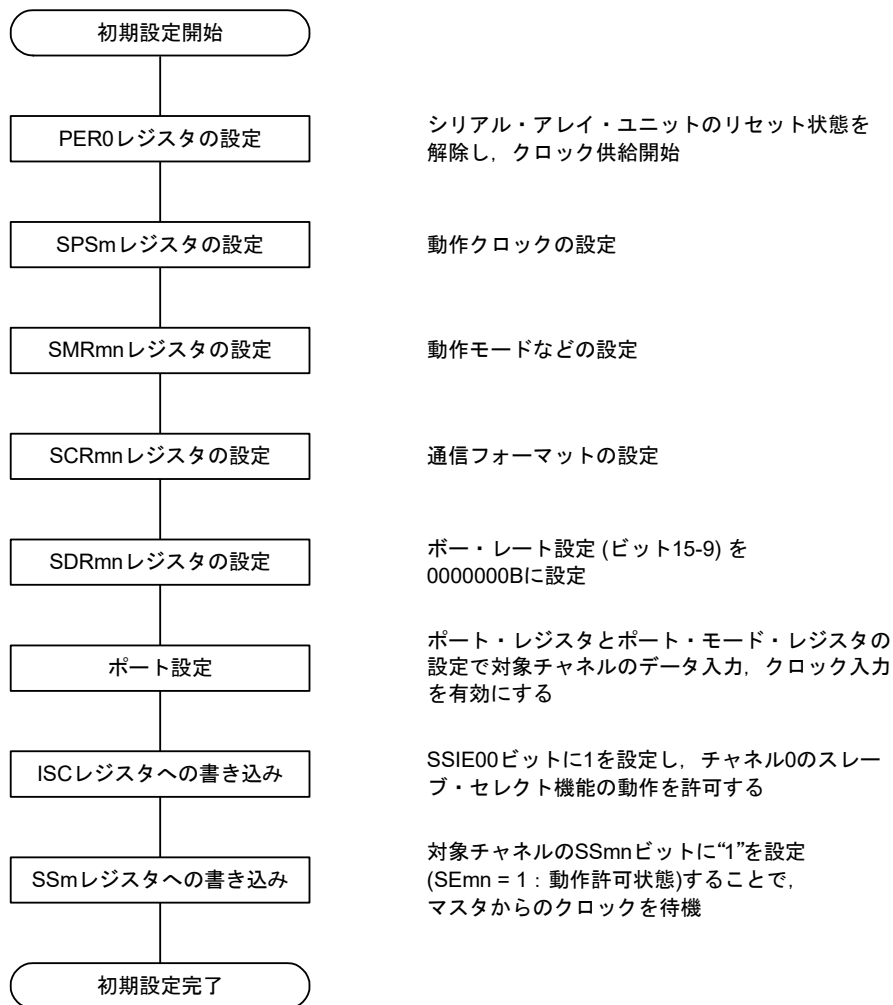 初期設定開始
PER0レジスタの設定
シリアル・アレイ・ユニットのリセット状態を
解除し，クロック供給開始
SPSmレジスタの設定
動作クロックの設定
SMRmnレジスタの設定
動作モードなどの設定
SCRmnレジスタの設定
通信フォーマットの設定
SDRmnレジスタの設定
ボー・レート設定 (ビット15-9) を
0000000Bに設定
ポート設定
ポート・レジスタとポート・モード・レジスタの
設定で対象チャネルのデータ入力，クロック入力
を有効にする
ISCレジスタへの書き込み
SSIE00ビットに1を設定し，チャネル0のスレー
ブ・セレクト機能の動作を許可する
SSmレジスタへの書き込み
対象チャネルのSSmnビットに“1”を設定
(SEmn = 1：動作許可状態)することで，
マスタからのクロックを待機
初期設定完了